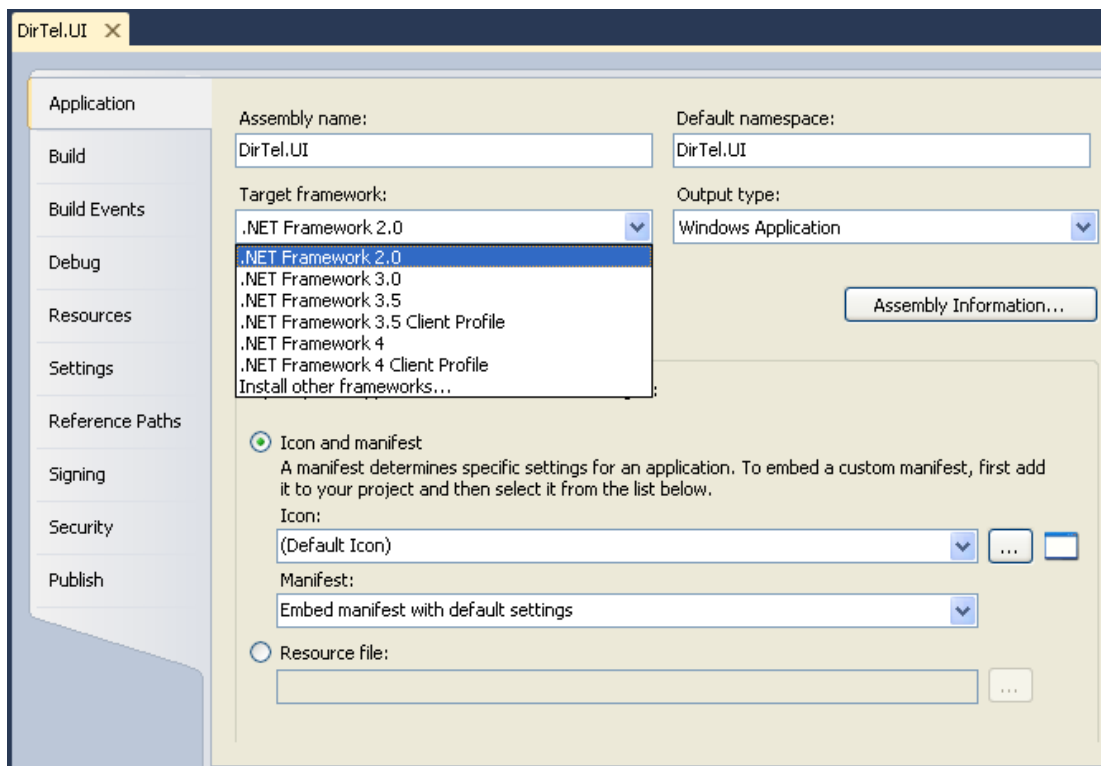 DirTel.UI
Application
Build
Build Events
Debug
Resources
Settings
Reference Paths
Signing
Security
Publish
Assembly name:
Default namespace:
DirTel.UI
DirTel.UI
Target framework:
Output type:
.NET Framework 2.0
Windows Application
.NET Framework 2.0
.NET Framework 3.0
.NET Framework 3.5
.NET Framework 3.5 Client Profile
.NET Framework 4
.NET Framework 4 Client Profile
Install other frameworks...
Assembly Information...
Icon and manifest
A manifest determines specific settings for an application. To embed a custom manifest, first add
it to your project and then select it from the list below.
Icon:
(Default Icon)
...
Manifest:
Embed manifest with default settings
Resource file:
...